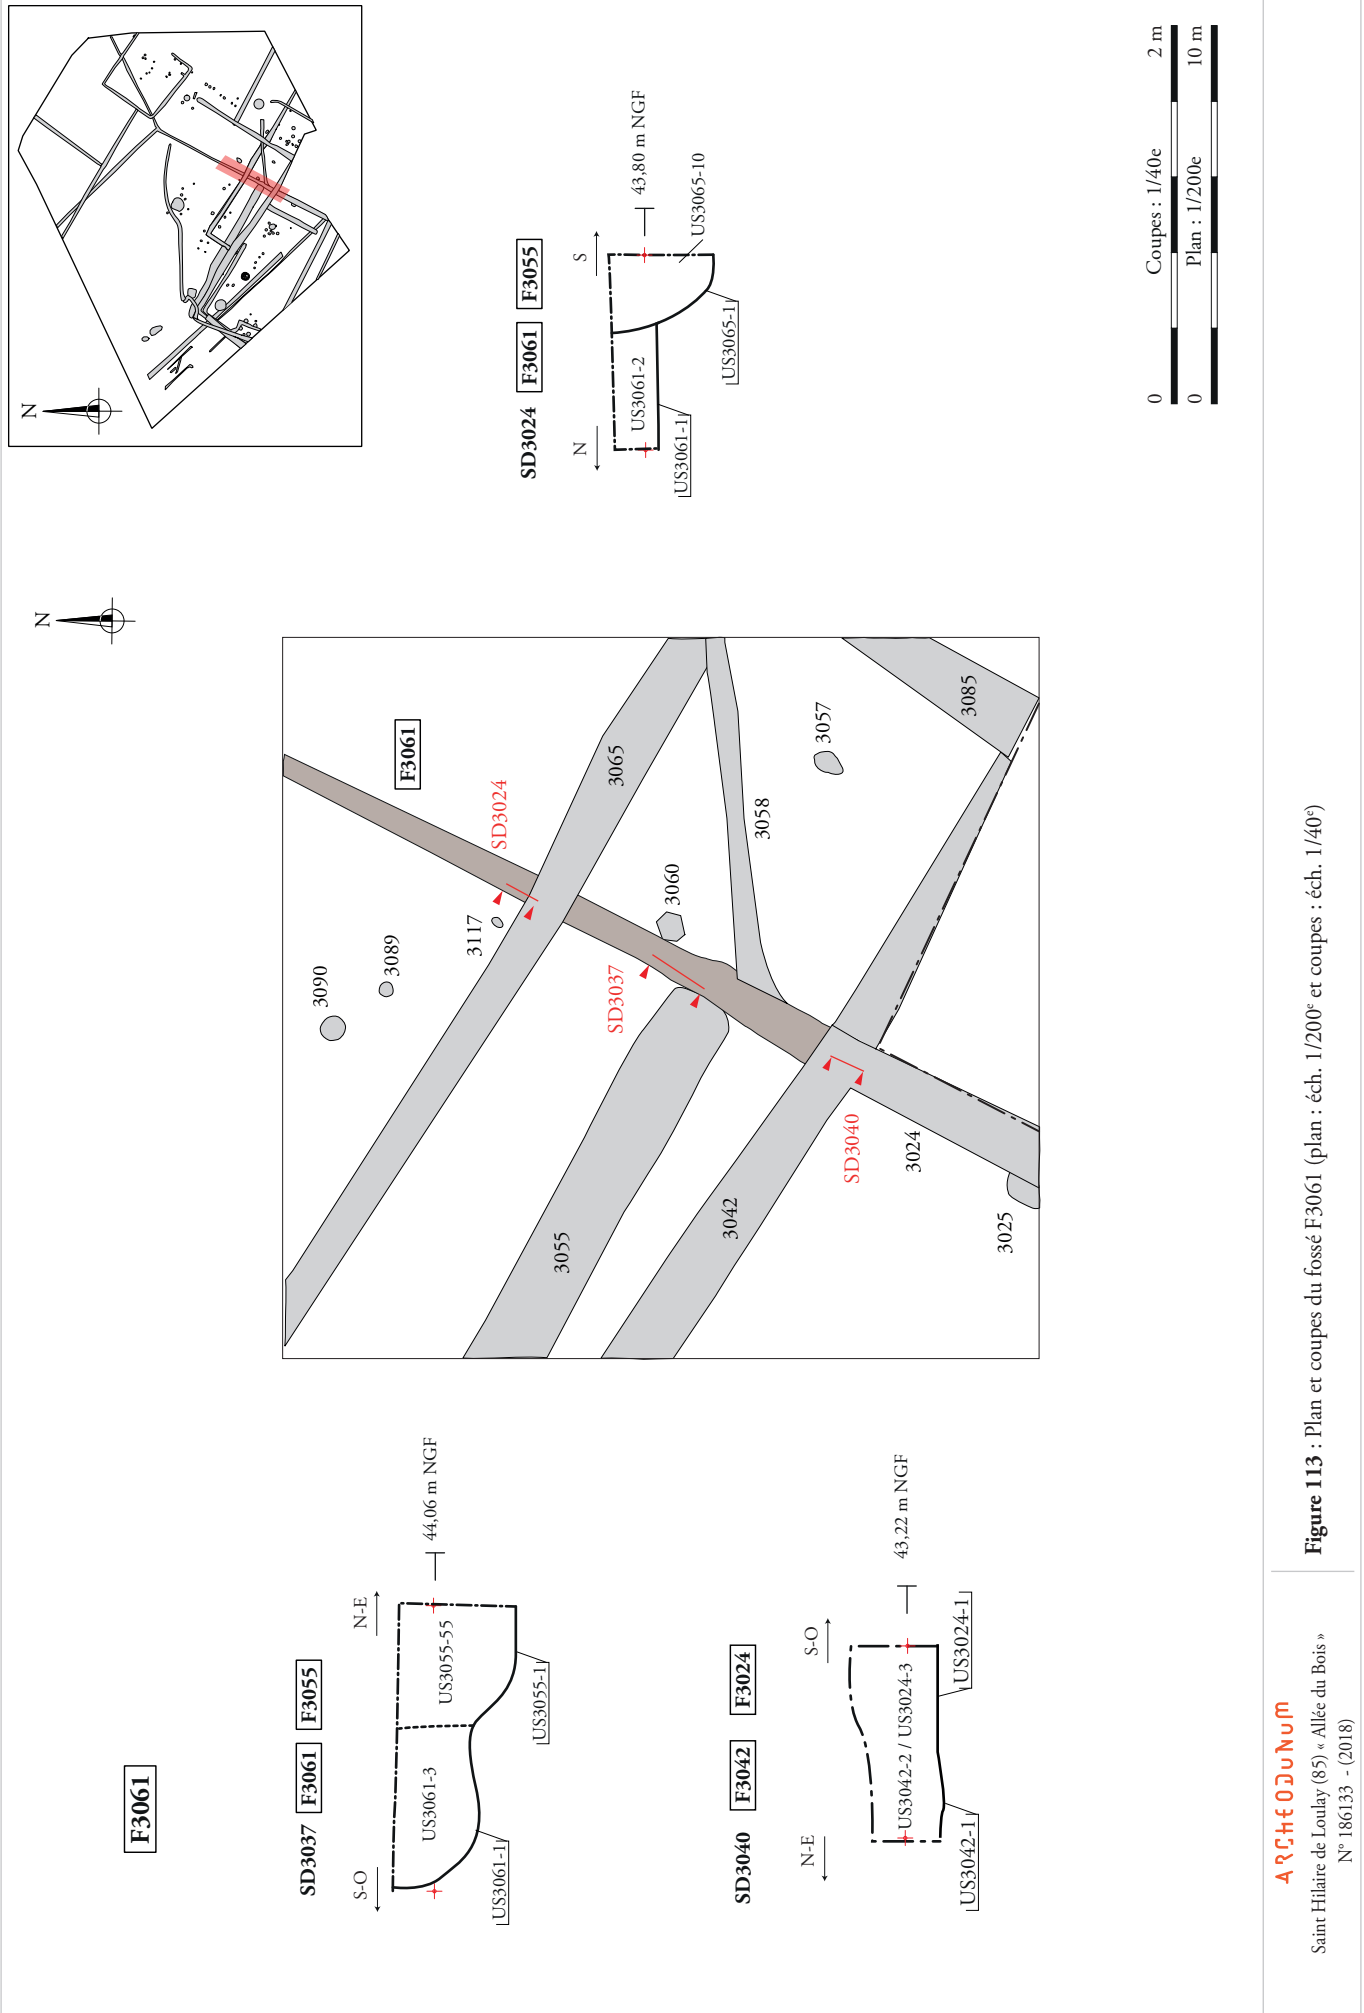 F3061
SD3037 F3061 F3055
S-O
N-E
44,06 m NGF
US3061-3
US3055-55
US3061-1
US3055-1
SD3040 F3042 F3024
N-E
S-O
43,22 m NGF
US3042-2 / US3024-3
US3042-1
US3024-1
N
F3061
3090
3089
3117
SD3024
3065
SD3037
3060
3055
3058
3057
3042
SD3040
3024
3085
3025
N
SD3024 F3061 F3055
N
S
43,80 m NGF
US3061-2
US3065-10
US3061-1
US3065-1
0 Coupes : 1/40e 2 m
0 Plan : 1/200e 10 m
ARCHEODUNUM
Saint Hilaire de Loulay (85) « Allée du Bois »
N° 186133 - (2018)
Figure 113 : Plan et coupes du fossé F3061 (plan : éch. 1/200e et coupes : éch. 1/40e)